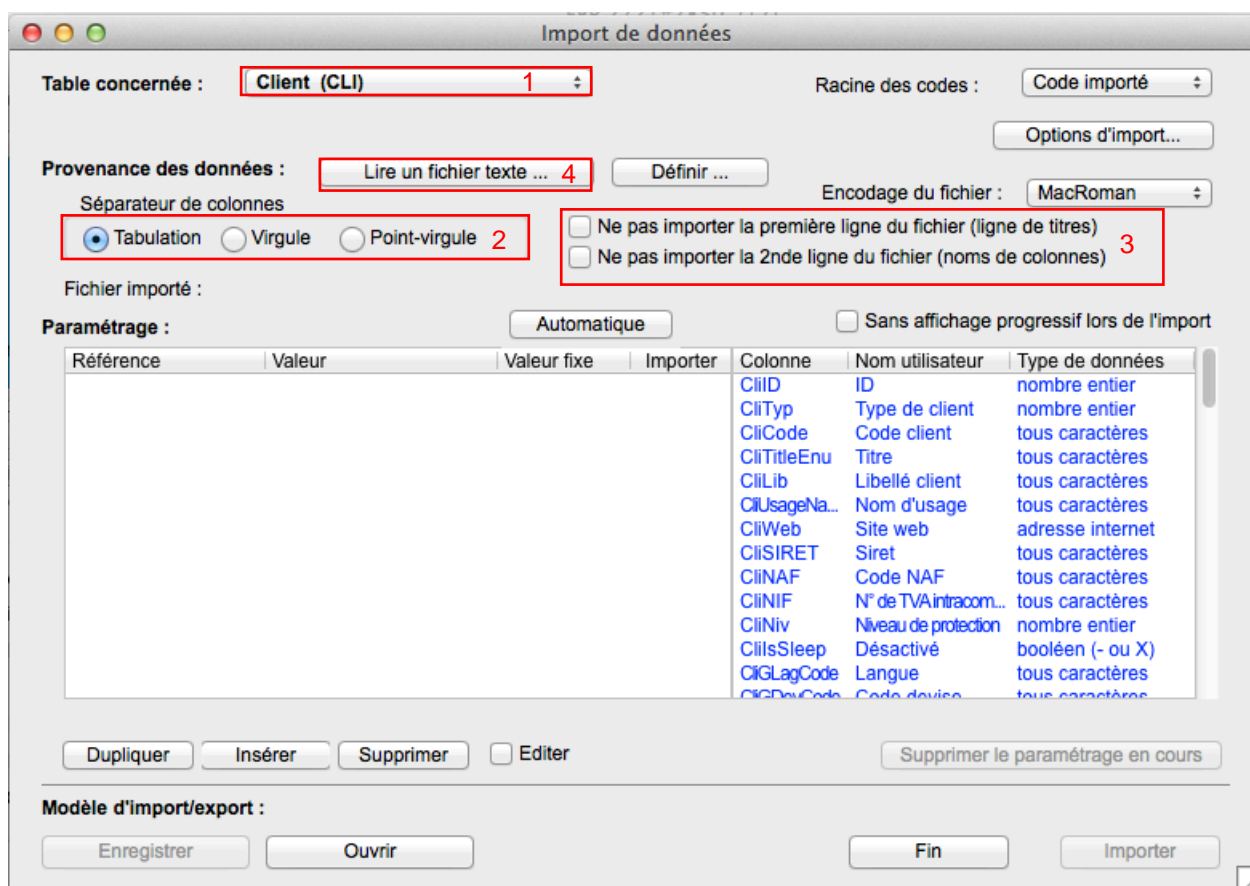 Import de données
Table concernée : Client (CLI) 1 Racine des codes : Code importé
Options d'import...
Provenance des données : Lire un fichier texte ... 4 Définir ...
Encodage du fichier : MacRoman
Séparateur de colonnes
Tabulation Virgule Point-virgule 2
Ne pas importer la première ligne du fichier (ligne de titres)
Ne pas importer la 2nde ligne du fichier (noms de colonnes) 3
Fichier importé :
Paramétrage : Automatique Sans affichage progressif lors de l'import
Référence Valeur Valeur fixe Importer Colonne Nom utilisateur Type de données
CliID ID nombre entier
CliTyp Type de client nombre entier
CliCode Code client tous caractères
CliTitleEnu Titre tous caractères
CliLib Libellé client tous caractères
CliUsageNa... Nom d'usage tous caractères
CliWeb Site web adresse internet
CliSIRET Siret tous caractères
CliNAF Code NAF tous caractères
CliNIF N° de TVA intracom... tous caractères
CliNiv Niveau de protection nombre entier
CliIsSleep Désactivé booléen (- ou X)
CliGLagCode Langue tous caractères
CliGDevCode Code devise tous caractères
Dupliquer Insérer Supprimer Editer Supprimer le paramétrage en cours
Modèle d'import/export :
Enregistrer Ouvrir Fin Importer